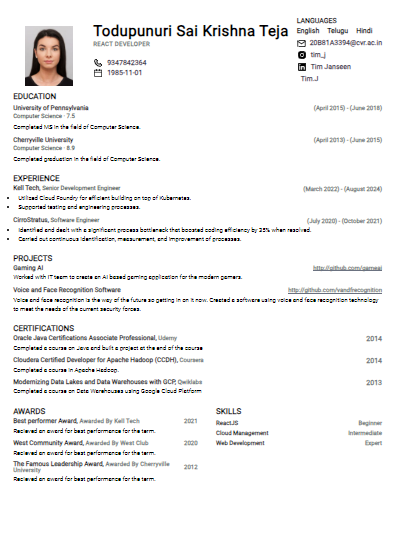 Todupunuri Sai Krishna Teja
REACT DEVELOPER
9347842364
1985-11-01
LANGUAGES
English Telugu Hindi
20B81A3394@cvr.ac.in
tim_j
Tim Janseen
Tim.J
EDUCATION
University of Pennsylvania (April 2015) - (June 2018)
Computer Science · 7.5
Completed MS in the field of Computer Science.
Cherryville University (April 2013) - (June 2015)
Computer Science · 8.9
Completed graduation in the field of Computer Science.
EXPERIENCE
Kell Tech, Senior Development Engineer (March 2022) - (August 2024)
• Utilized Cloud Foundry for efficient building on top of Kubernetes.
• Supported testing and engineering processes.
CirroStratus, Software Engineer (July 2020) - (October 2021)
• Identified and dealt with a significant process bottleneck that boosted coding efficiency by 35% when resolved.
• Carried out continuous identification, measurement, and improvement of processes.
PROJECTS
Gaming AI http://github.com/gameai
Worked with IT team to create an AI based gaming application for the modern gamers.
Voice and Face Recognition Software http://github.com/vandfrecognition
Voice and face recognition is the way of the future so getting in on it now. Created a software using voice and face recognition technology
to meet the needs of the current security forces.
CERTIFICATIONS
Oracle Java Certifications Associate Professional, Udemy 2014
Completed a course on Java and built a project at the end of the course
Cloudera Certified Developer for Apache Hadoop (CCDH), Coursera 2014
Completed a course in Apache Hadoop.
Modernizing Data Lakes and Data Warehouses with GCP, Qwiklabs 2013
Completed a course on Data Warehouses using Google Cloud Platform
AWARDS
Best performer Award, Awarded By Kell Tech 2021
Recieved an award for best performance for the term.
West Community Award, Awarded By West Club 2020
Recieved an award for best performance for the term.
The Famous Leadership Award, Awarded By Cherryville 2012
University
Recieved an award for best performance for the term.
SKILLS
ReactJS Beginner
Cloud Management Intermediate
Web Development Expert